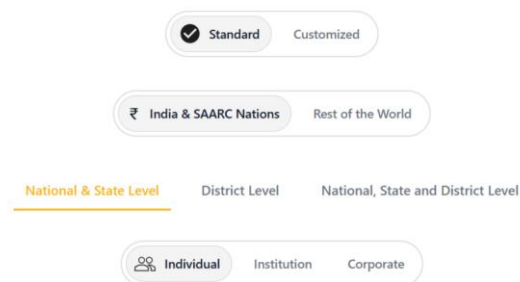 Standard Customized
₹ India & SAARC Nations Rest of the World
National & State Level District Level National, State and District Level
Individual Institution Corporate